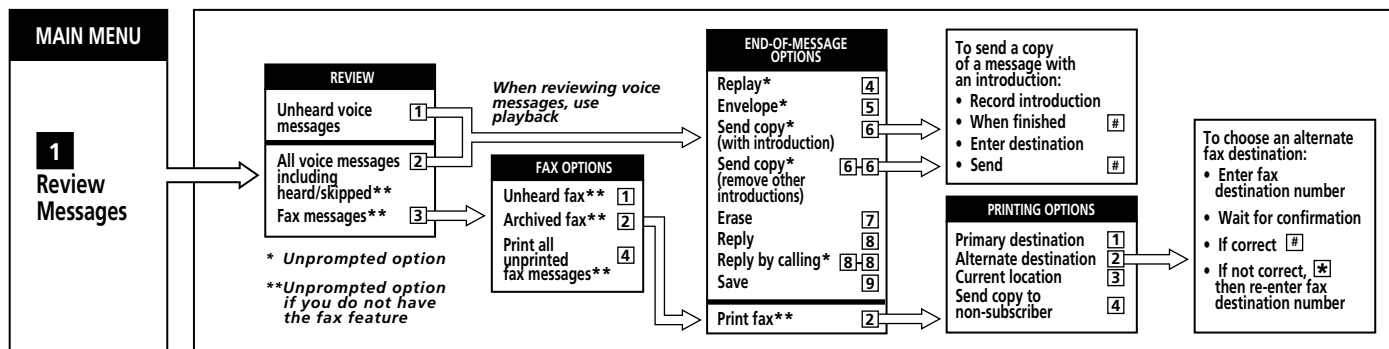 MAIN MENU
1
Review
Messages
REVIEW
Unheard voice 1
messages
All voice messages 2
including
heard/skipped**
Fax messages** 3
* Unprompted option
**Unprompted option
if you do not have
the fax feature
When reviewing voice
messages, use
playback
FAX OPTIONS
Unheard fax** 1
Archived fax** 2
Print all
unprinted 4
fax messages**
END-OF-MESSAGE
OPTIONS
Replay* 4
Envelope* 5
Send copy* 6
(with introduction)
Send copy* 6-6
(remove other
introductions)
Erase 7
Reply 8
Reply by calling* 8-8
Save 9
Print fax** 2
To send a copy
of a message with
an introduction:
• Record introduction
• When finished #
• Enter destination
• Send #
PRINTING OPTIONS
Primary destination 1
Alternate destination 2
Current location 3
Send copy to
non-subscriber 4
To choose an alternate
fax destination:
• Enter fax
destination number
• Wait for confirmation
• If correct #
• If not correct, *
then re-enter fax
destination number